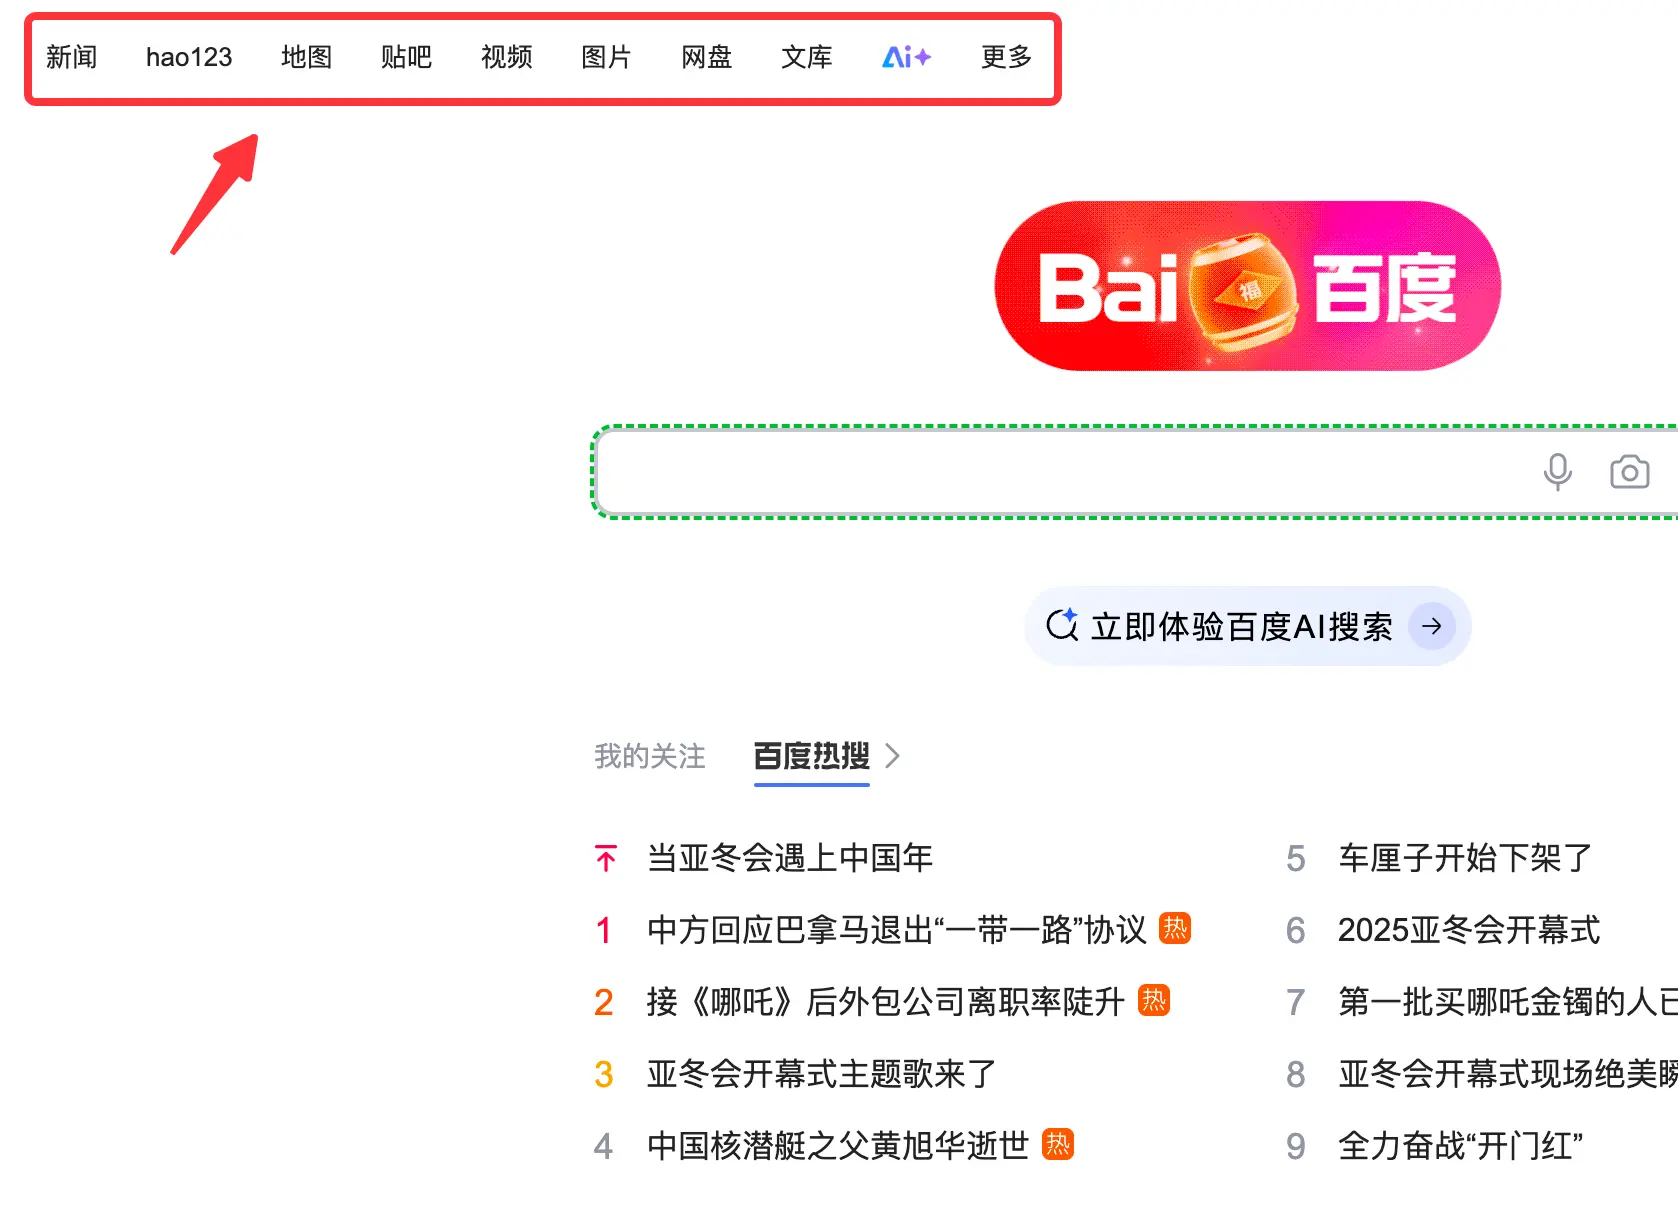 新闻 hao123 地图 贴吧 视频 图片 网盘 文库 Ai 更多
Bai 福 百度
立即体验百度AI搜索
我的关注 百度热搜
当亚冬会遇上中国年
1 中方回应巴拿马退出“一带一路”协议 热
2 接《哪吒》后外包公司离职率陡升 热
3 亚冬会开幕式主题歌来了
4 中国核潜艇之父黄旭华逝世 热
5 车厘子开始下架了
6 2025亚冬会开幕式
7 第一批买哪吒金镯的人已
8 亚冬会开幕式现场绝美瞬
9 全力奋战“开门红”